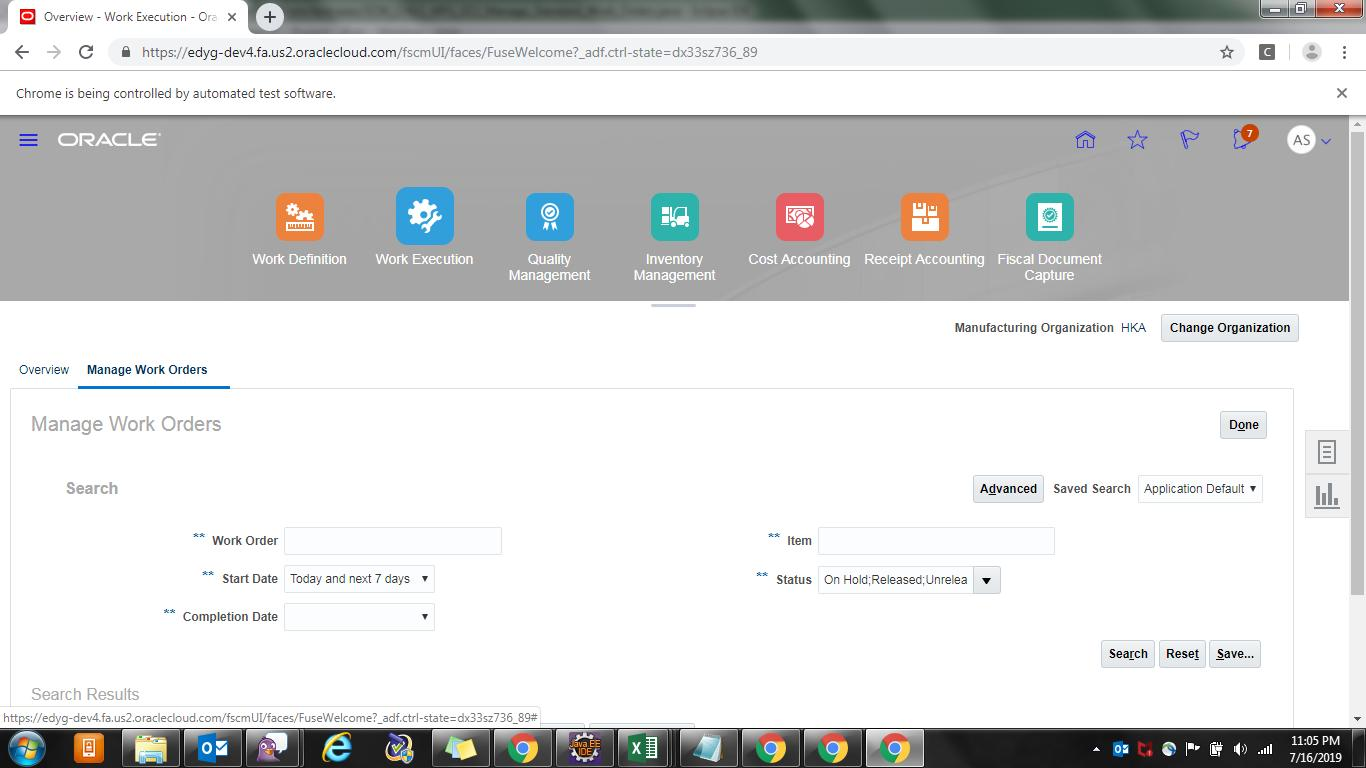 Overview - Work Execution - Ora
https://edyg-dev4.fa.us2.oraclecloud.com/fscmUI/faces/FuseWelcome?_adf.ctrl-state=dx33sz736_89
C
Chrome is being controlled by automated test software.
ORACLE
7
AS
Work Definition
Work Execution
Quality Management
Inventory Management
Cost Accounting
Receipt Accounting
Fiscal Document Capture
Manufacturing Organization HKA Change Organization
Overview Manage Work Orders
Manage Work Orders Done
Search Advanced Saved Search Application Default
** Work Order ** Item
** Start Date Today and next 7 days ** Status On Hold;Released;Unrelea
** Completion Date
Search Reset Save...
Search Results
https://edyg-dev4.fa.us2.oraclecloud.com/fscmUI/faces/FuseWelcome?_adf.ctrl-state=dx33sz736_89#
Java EE
IDE
11:05 PM
7/16/2019